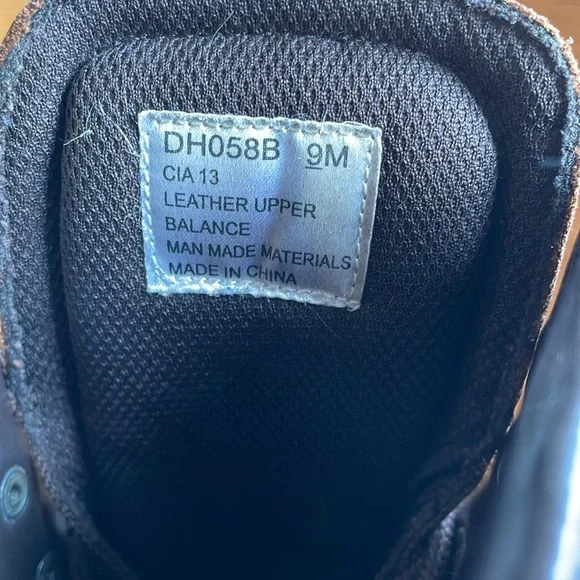 DH058B 9M
CIA 13
LEATHER UPPER
BALANCE
MAN MADE MATERIALS
MADE IN CHINA